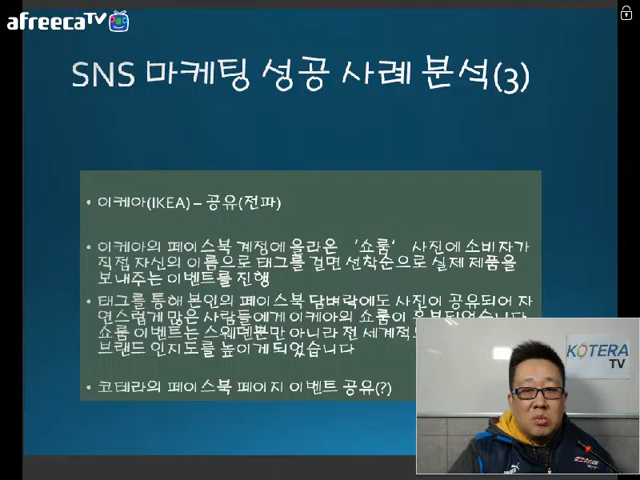 afreecaTV
SNS 마케팅 성공 사례 분석(3)
• 이케아(IKEA) – 공유(전파)
• 이케아의 페이스북 계정에 올라온 ‘쇼룸’ 사진에 소비자가
직접 자신의 이름으로 태그를 걸면 선착순으로 실제 제품을
보내주는 이벤트를 진행
• 태그를 통해 본인의 페이스북 담벼락에도 사진이 공유되어 자
연스럽게 많은 사람들에게 이케아의 쇼룸이
쇼룸 이벤트는 스웨덴뿐만 아니라 전 세계적
브랜드 인지도를 높이게 되었습니다
• 코테라의 페이스북 페이지 이벤트 공유(?)
KOTERA
TV